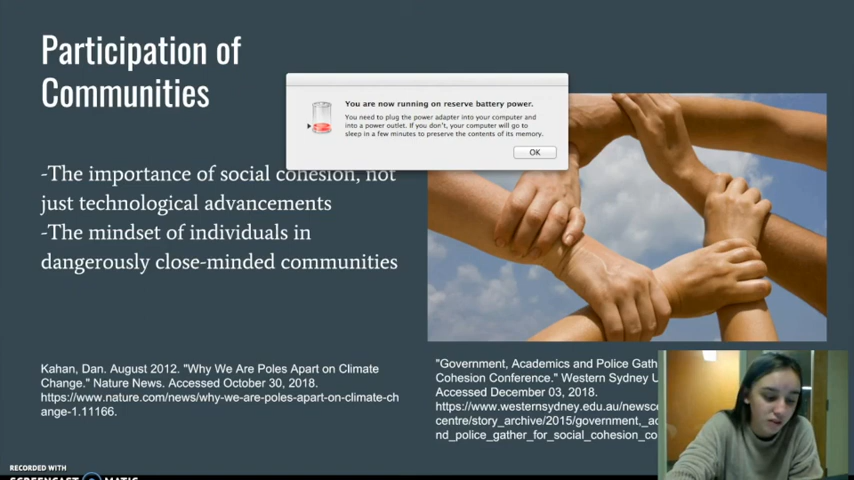 Participation of
Communities
You are now running on reserve battery power.
You need to plug the power adapter into your computer and
into a power outlet. If you don't, your computer will go to
sleep in a few minutes to preserve the contents of its memory.
OK
-The importance of social cohesion, not
just technological advancements
-The mindset of individuals in
dangerously close-minded communities
Kahan, Dan. August 2012. "Why We Are Poles Apart on Climate
Change." Nature News. Accessed October 30, 2018.
https://www.nature.com/news/why-we-are-poles-apart-on-climate-ch
ange-1.11166.
"Government, Academics and Police Gath
Cohesion Conference." Western Sydney U
Accessed December 03, 2018.
https://www.westernsydney.edu.au/newsce
centre/story_archive/2015/government,_ac
nd_police_gather_for_social_cohesion_co
RECORDED WITH
SCREENCAST MATIC